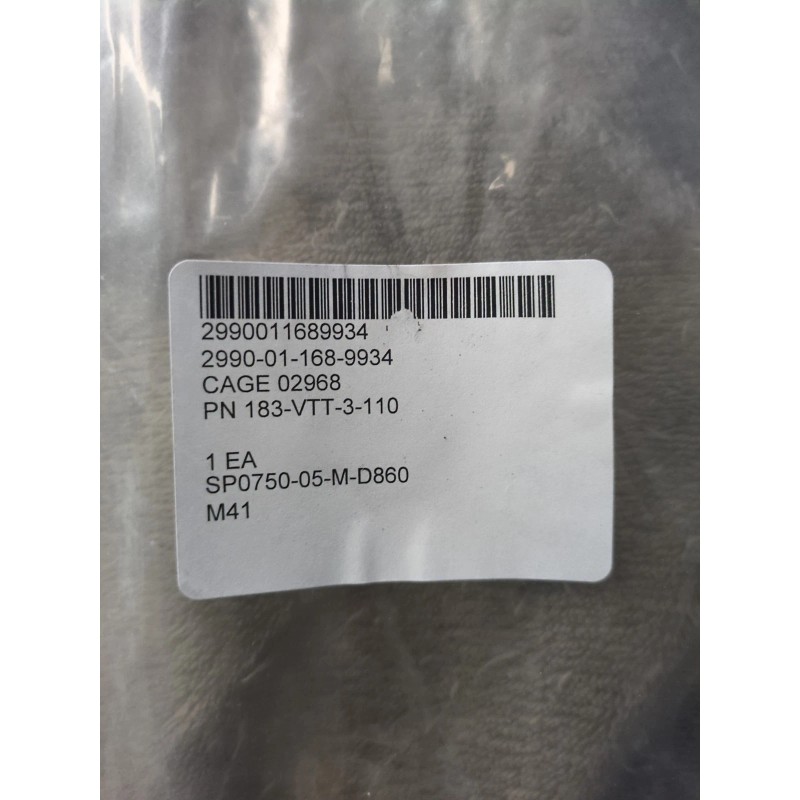 2990011689934
2990-01-168-9934
CAGE 02968
PN 183-VTT-3-110
1 EA
SP0750-05-M-D860
M41